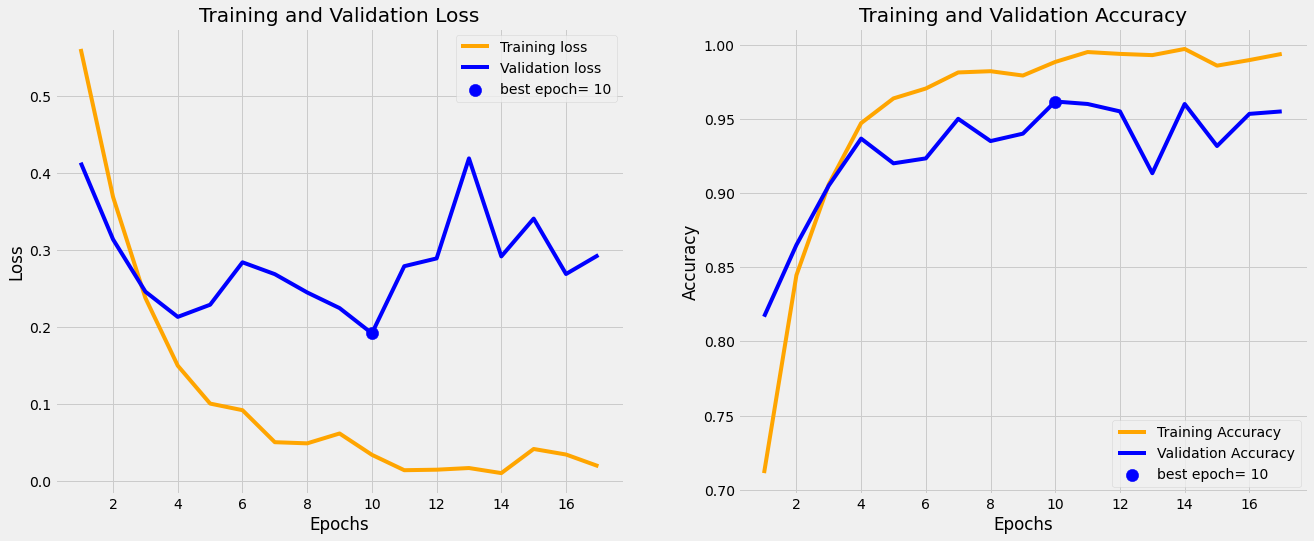 Training and Validation Loss
Training loss
Validation loss
best epoch= 10
0.5
0.4
0.3
0.2
0.1
0.0
Loss
2 4 6 8 10 12 14 16
Epochs
Training and Validation Accuracy
1.00
0.95
0.90
0.85
0.80
0.75
0.70
Accuracy
Training Accuracy
Validation Accuracy
best epoch= 10
2 4 6 8 10 12 14 16
Epochs